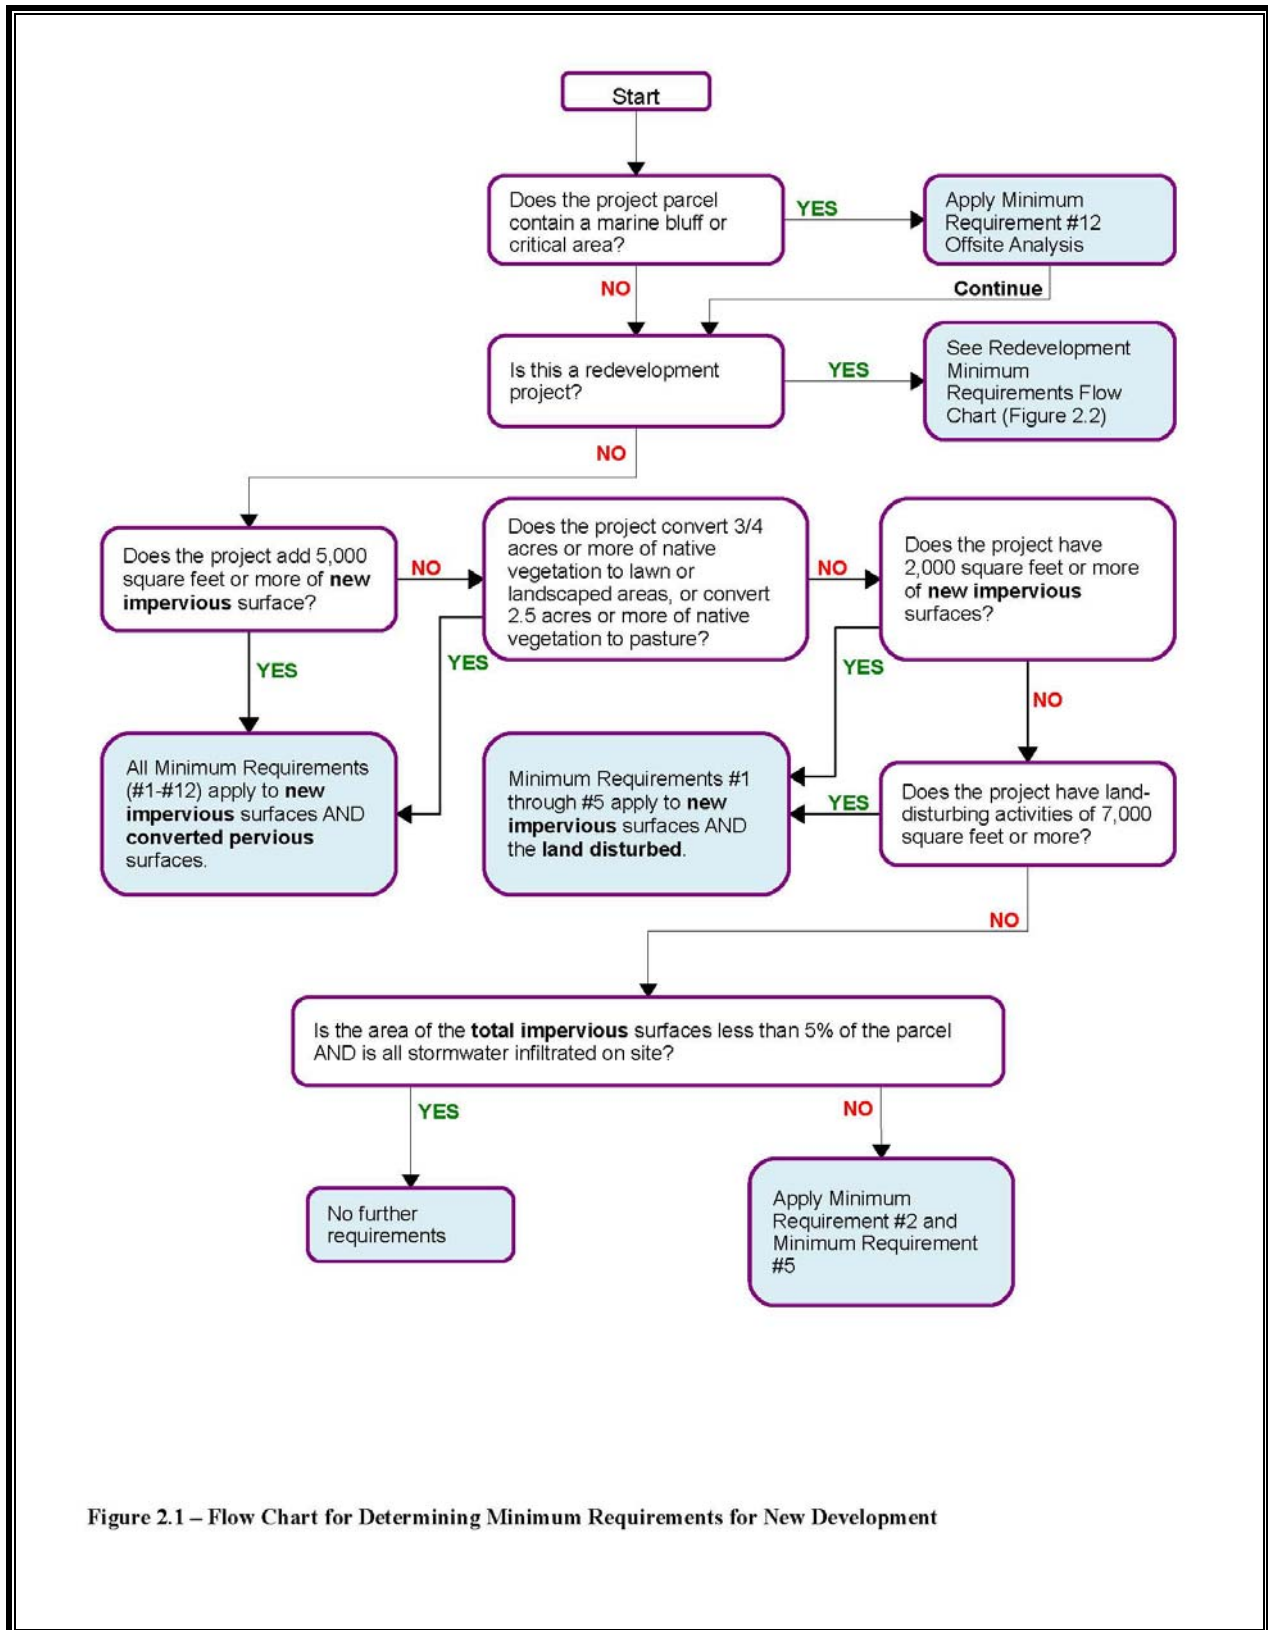 Start
Does the project parcel
contain a marine bluff or
critical area?
YES
Apply Minimum
Requirement #12
Offsite Analysis
NO
Continue
Is this a redevelopment
project?
YES
See Redevelopment
Minimum
Requirements Flow
Chart (Figure 2.2)
NO
Does the project add 5,000
square feet or more of new
impervious surface?
NO
Does the project convert 3/4
acres or more of native
vegetation to lawn or
landscaped areas, or convert
2.5 acres or more of native
vegetation to pasture?
NO
Does the project have
2,000 square feet or more
of new impervious
surfaces?
YES
YES
YES
NO
All Minimum Requirements
(#1-#12) apply to new
impervious surfaces AND
converted pervious
surfaces.
Minimum Requirements #1
through #5 apply to new
impervious surfaces AND
the land disturbed.
YES
Does the project have land-
disturbing activities of 7,000
square feet or more?
NO
Is the area of the total impervious surfaces less than 5% of the parcel
AND is all stormwater infiltrated on site?
YES
NO
No further
requirements
Apply Minimum
Requirement #2 and
Minimum Requirement
#5
Figure 2.1 – Flow Chart for Determining Minimum Requirements for New Development